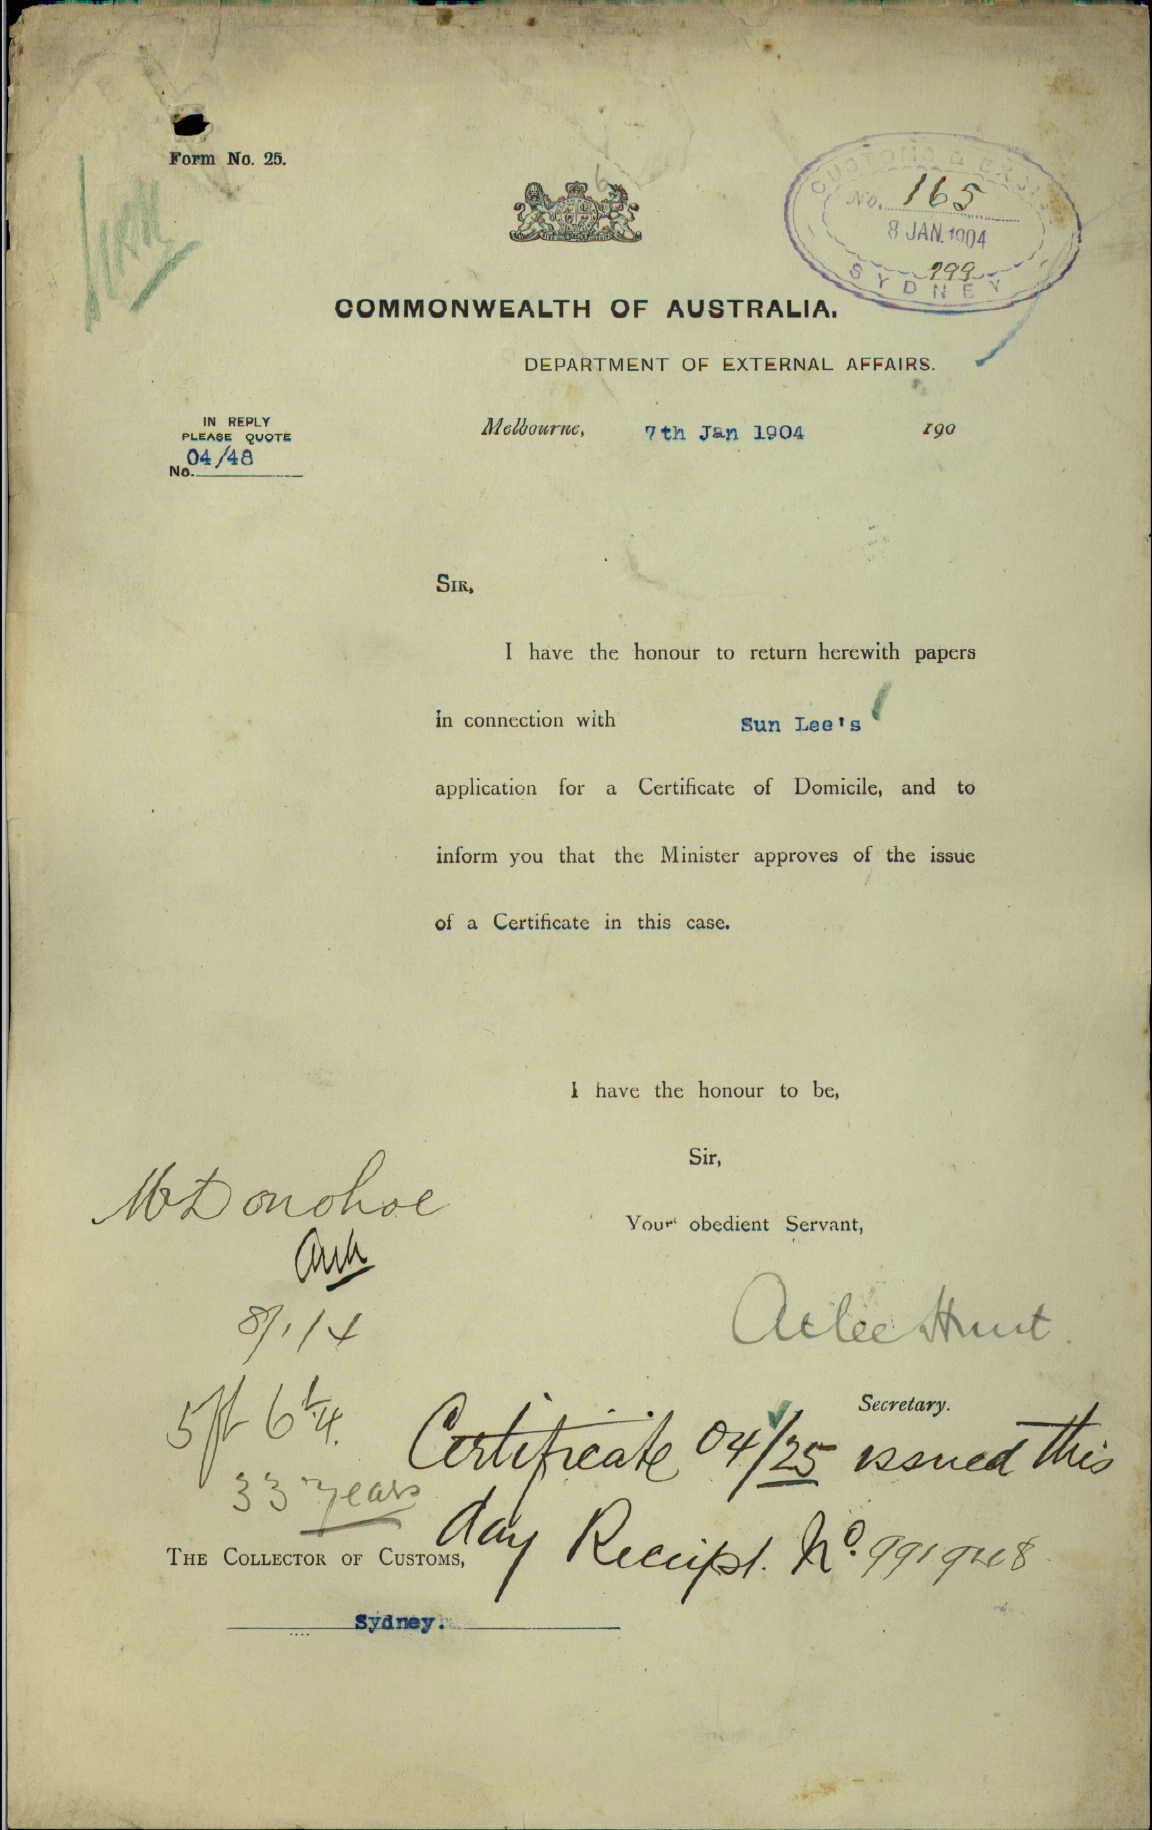 Form No. 25.
CUSTOMS & EXCISE
No. 165
8 JAN. 1904
299
SYDNEY
COMMONWEALTH OF AUSTRALIA.
DEPARTMENT OF EXTERNAL AFFAIRS.
IN REPLY
PLEASE QUOTE
No. 04/48
Melbourne, 7th Jan 1904 190
SIR,
I have the honour to return herewith papers
in connection with Sun Lee's
application for a Certificate of Domicile, and to
inform you that the Minister approves of the issue
of a Certificate in this case.
I have the honour to be,
Sir,
Your obedient Servant,
Mr Donohoe
8/1/4
Atlee Hunt
Secretary.
5ft 6 1/4.
33 years
Certificate 04/25 issued this
day Receipt. No.
THE COLLECTOR OF CUSTOMS,
Sydney.